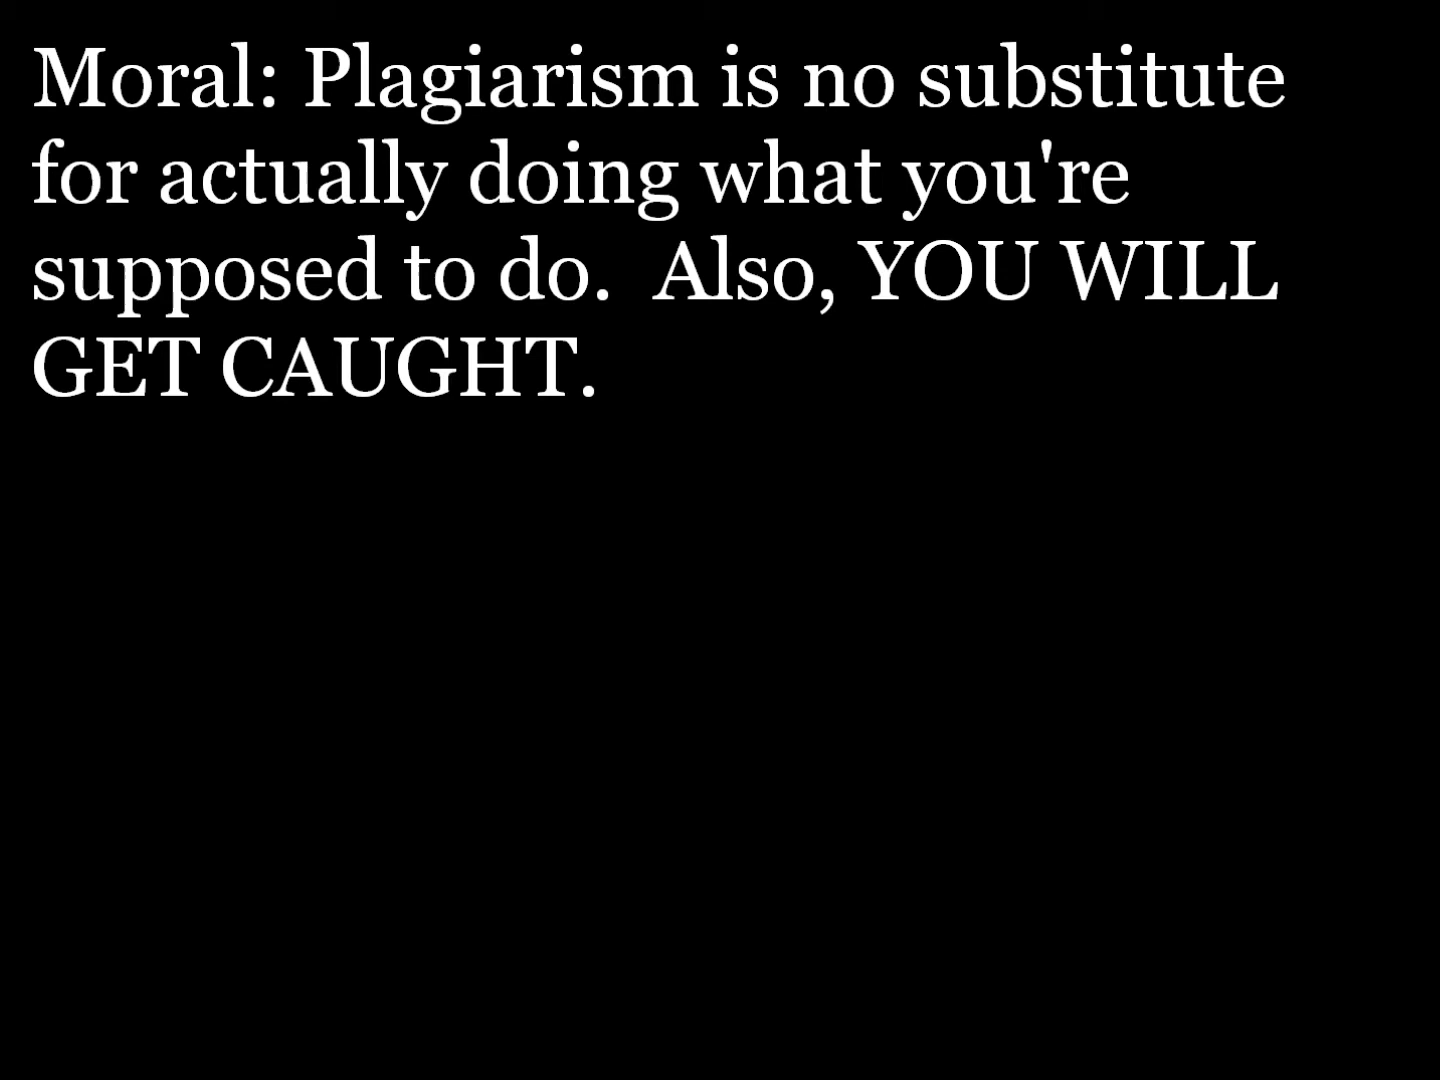 Moral: Plagiarism is no substitute
for actually doing what you're
supposed to do.  Also, YOU WILL
GET CAUGHT.